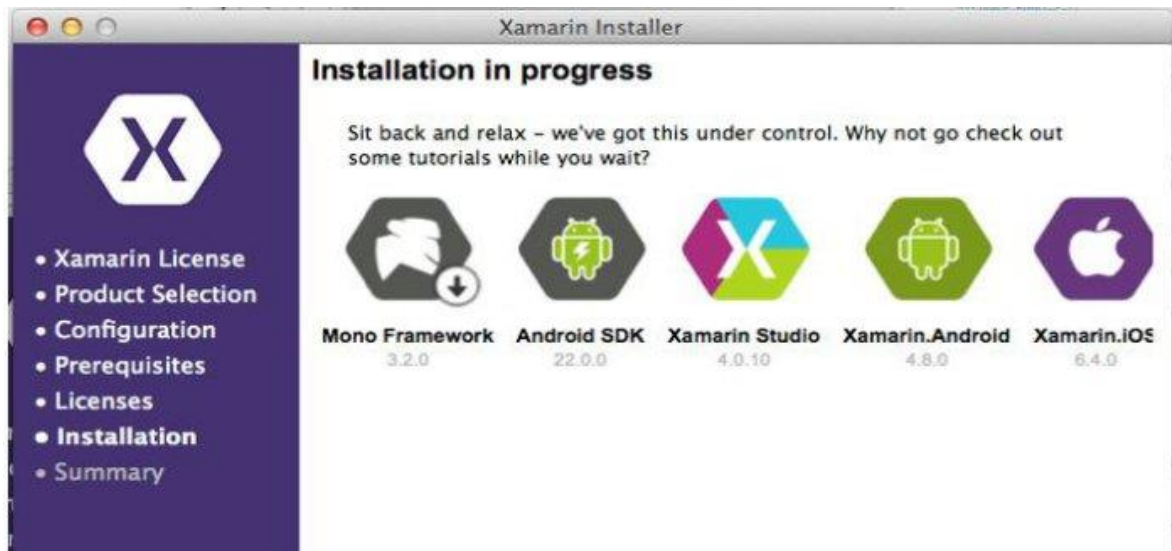 Xamarin Installer
Installation in progress
Sit back and relax – we've got this under control. Why not go check out
some tutorials while you wait?
• Xamarin License
• Product Selection
• Configuration
• Prerequisites
• Licenses
• Installation
• Summary
Mono Framework Android SDK Xamarin Studio Xamarin.Android Xamarin.iOS
3.2.0 22.0.0 4.0.10 4.8.0 6.4.0